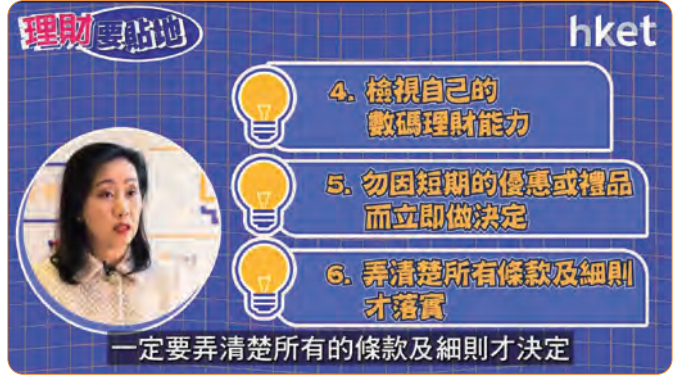 理財要貼地
hket
4. 檢視自己的
數碼理財能力
5. 勿因短期的優惠或禮品
而立即做決定
6. 弄清楚所有條款及細則
才落實
一定要弄清楚所有的條款及細則才決定